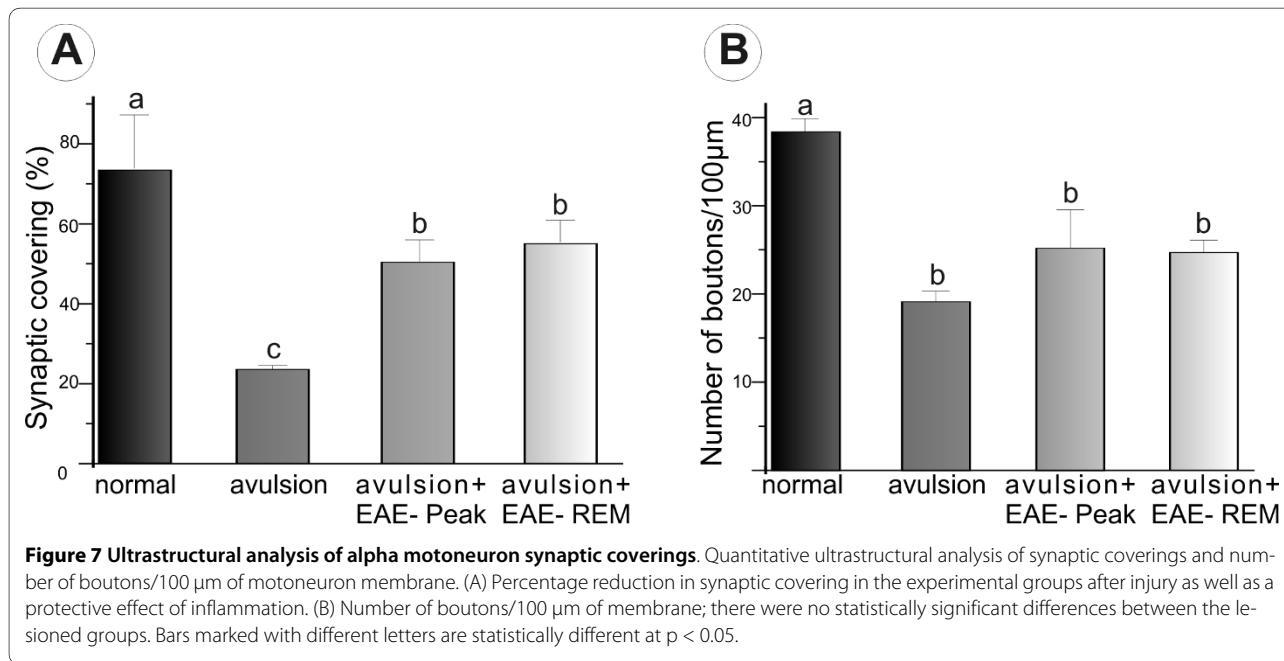 A
Synaptic covering (%)
80
60
40
20
0
a
c
b
b
normal
avulsion
avulsion+
EAE- Peak
avulsion+
EAE- REM
B
Number of boutons/100µm
40
30
20
10
a
b
b
b
normal
avulsion
avulsion+
EAE- Peak
avulsion+
EAE- REM
Figure 7 Ultrastructural analysis of alpha motoneuron synaptic coverings. Quantitative ultrastructural analysis of synaptic coverings and num-
ber of boutons/100 µm of motoneuron membrane. (A) Percentage reduction in synaptic covering in the experimental groups after injury as well as a
protective effect of inflammation. (B) Number of boutons/100 µm of membrane; there were no statistically significant differences between the le-
sioned groups. Bars marked with different letters are statistically different at p < 0.05.